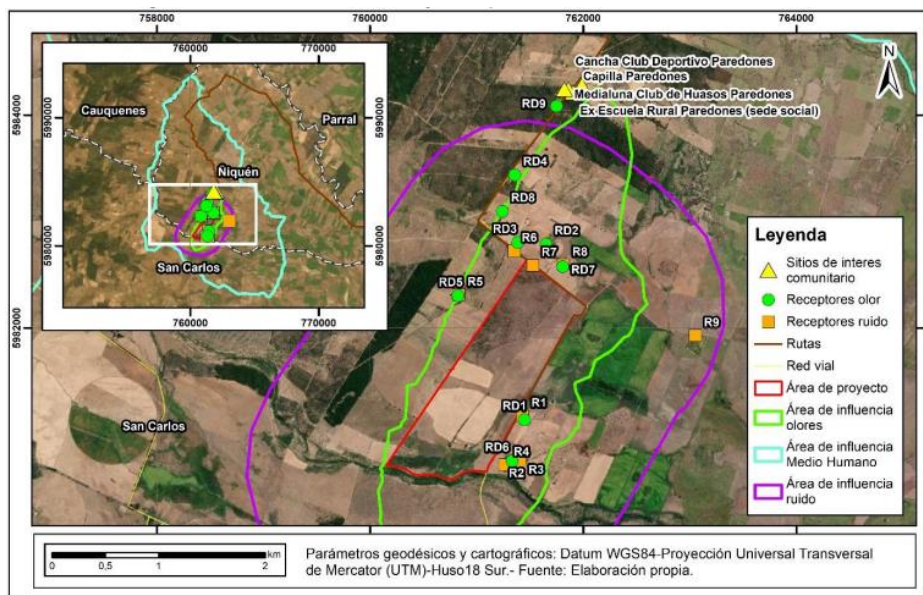 758000
760000
762000
764000
N
760000
770000
Cauquenes
Parral
Ñiquén
San Carlos
5990000
5980000
760000
770000
5984000
5982000
Cancha Club Deportivo Paredones
Capilla Paredones
Medialuna Club de Huasos Paredones
Ex Escuela Rural Paredones (sede social)
RD9
RD4
RD8
RD3
R6
RD2
R7
R8
RD7
RD5
R5
R9
RD1
R1
RD6
R4
R2
R3
San Carlos
Leyenda
Sitios de interes
comunitario
Receptores olor
Receptores ruido
Rutas
Red vial
Área de proyecto
Área de influencia
olores
Área de influencia
Medio Humano
Área de influencia
ruido
760000
762000
764000
km
0
0,5
1
2
Parámetros geodésicos y cartográficos: Datum WGS84-Proyección Universal Transversal
de Mercator (UTM)-Huso18 Sur.- Fuente: Elaboración propia.